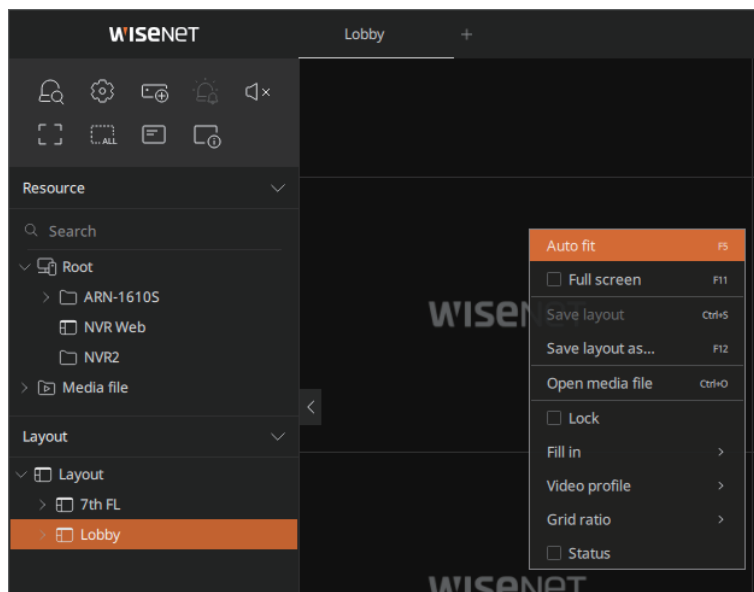 WISENET
Lobby
+
ALL
Resource
Search
Root
ARN-1610S
NVR Web
NVR2
Media file
Layout
Layout
7th FL
Lobby
WISENET
Auto fit F5
Full screen F11
Save layout Ctrl+S
Save layout as... F12
Open media file Ctrl+O
Lock
Fill in
Video profile
Grid ratio
Status
WISENET